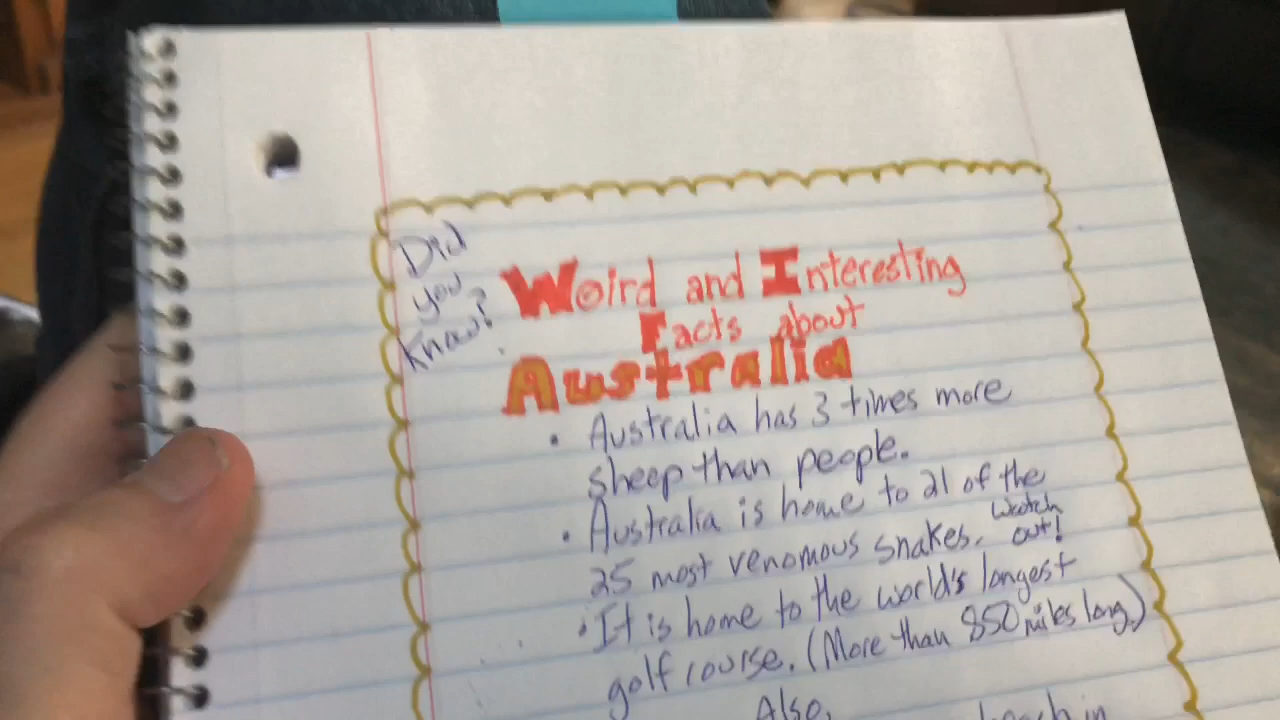 Did
you
know?
Weird and Interesting
Facts about
Australia
• Australia has 3 times more
sheep than people.
• Australia is home to 21 of the
25 most venomous snakes. Watch
out!
• It is home to the world's longest
golf course. (More than 850 miles long.)
Also, beach in